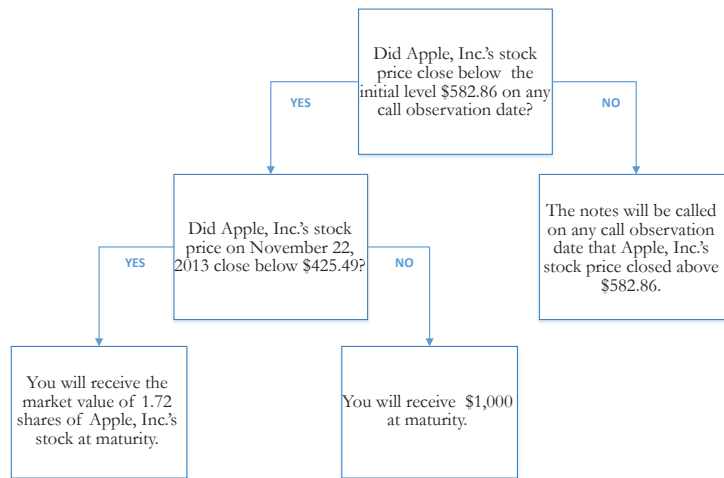 Did Apple, Inc.'s stock
price close below the
initial level $582.86 on any
call observation date?
YES
NO
Did Apple, Inc.'s stock
price on November 22,
2013 close below $425.49?
The notes will be called
on any call observation
date that Apple, Inc.'s
stock price closed above
$582.86.
YES
NO
You will receive the
market value of 1.72
shares of Apple, Inc.'s
stock at maturity.
You will receive $1,000
at maturity.